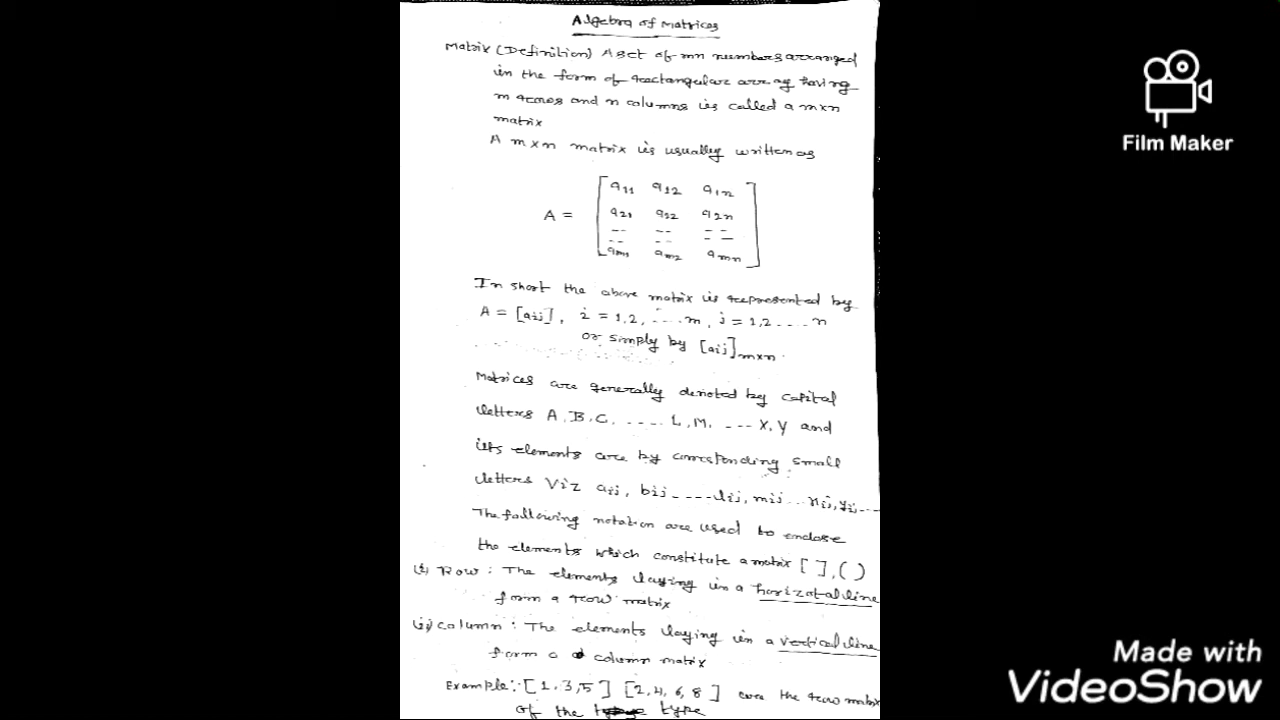 Algebra of Matrices
Matrix (Definition) A set of mn numbers arranged
in the form of rectangular array having
m rows and n columns is called a m×n
matrix
A m×n matrix is usually written as
A = [ a11 a12 a1n
a21 a22 a2n
-- -- --
-- -- --
am1 am2 amn ]
In short the above matrix is represented by
A = [aij], i = 1,2, ....m, j = 1,2 .... n
or simply by [aij]m×n.
Matrices are generally denoted by capital
letters A, B, C, .... L, M, --- X, Y and
its elements are by corresponding small
letters Viz aij, bij ----- lij, mij ... xij, yij, ...
The following notation are used to enclose
the elements which constitute a matrix [ ], ( )
(i) Row : The elements laying in a horizatal line
form a row matrix
(ii) Column : The elements laying in a vertical line
form a column matrix
Example:- [1,3,5] [2,4,6,8] are the row matrix
of the type
Film Maker
Made with
VideoShow